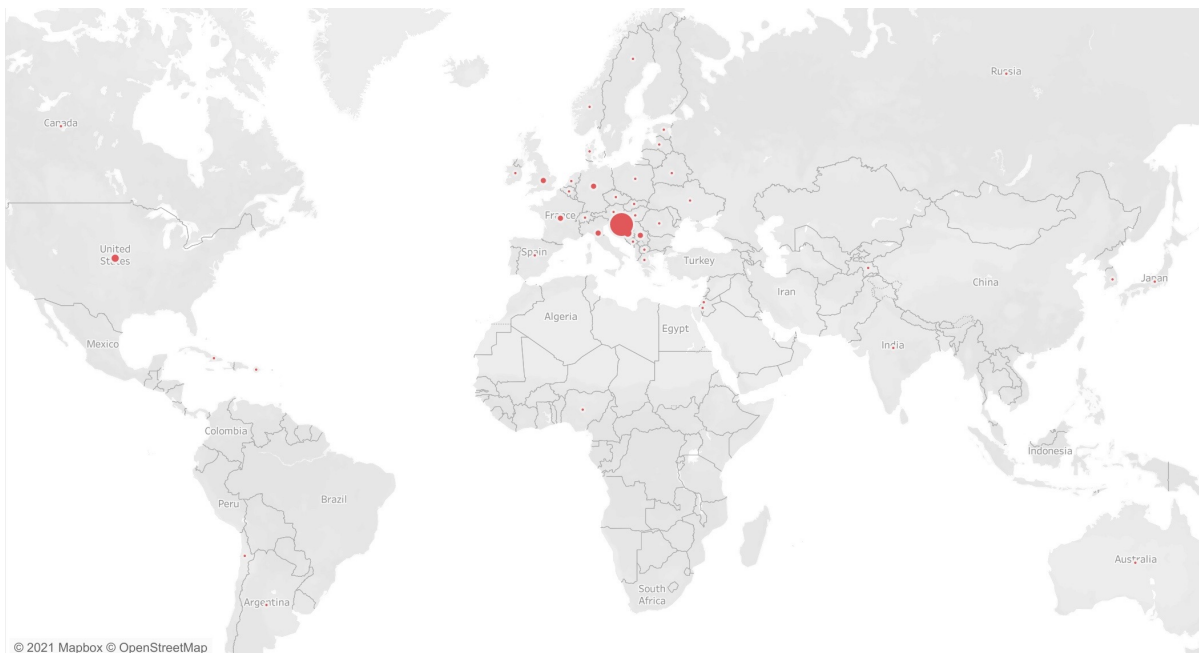 Russia
Canada
France
United
States
Spain
Turkey
China
Japan
Iran
Algeria
Egypt
Mexico
India
Colombia
Indonesia
Peru
Brazil
Australia
South
Africa
Argentina
© 2021 Mapbox © OpenStreetMap